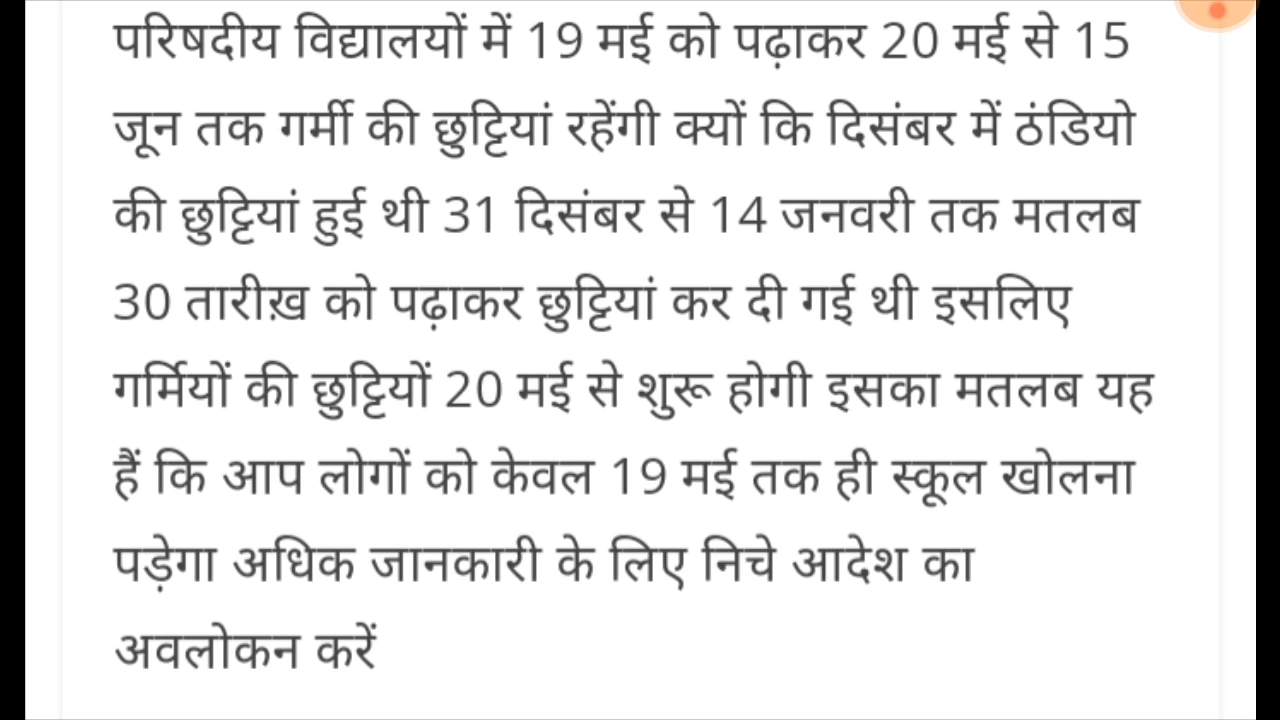 परिषदीय विद्यालयों में 19 मई को पढ़ाकर 20 मई से 15
जून तक गर्मी की छुट्टियां रहेंगी क्यों कि दिसंबर में ठंडियो
की छुट्टियां हुई थी 31 दिसंबर से 14 जनवरी तक मतलब
30 तारीख़ को पढ़ाकर छुट्टियां कर दी गई थी इसलिए
गर्मियों की छुट्टियों 20 मई से शुरू होगी इसका मतलब यह
हैं कि आप लोगों को केवल 19 मई तक ही स्कूल खोलना
पड़ेगा अधिक जानकारी के लिए निचे आदेश का
अवलोकन करें